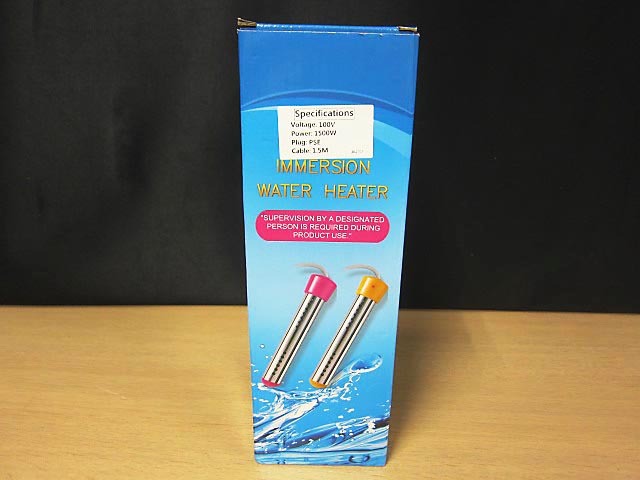 Specifications
Voltage: 100V
Power: 1500W
Plug: PSE
Cable: 1.5M
IMMERSION
WATER HEATER
"SUPERVISION BY A DESIGNATED
PERSON IS REQUIRED DURING
PRODUCT USE."